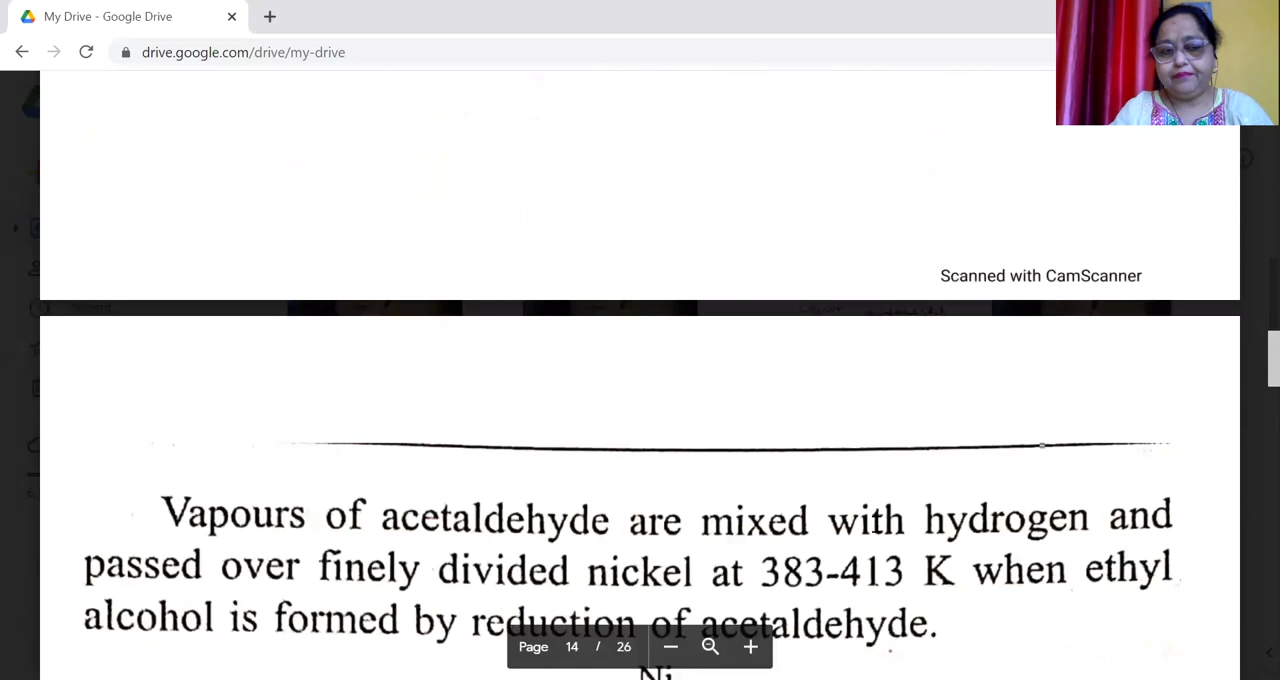 My Drive - Google Drive
drive.google.com/drive/my-drive
Scanned with CamScanner
Vapours of acetaldehyde are mixed with hydrogen and
passed over finely divided nickel at 383-413 K when ethyl
alcohol is formed by reduction of acetaldehyde.
Page 14 / 26
Ni